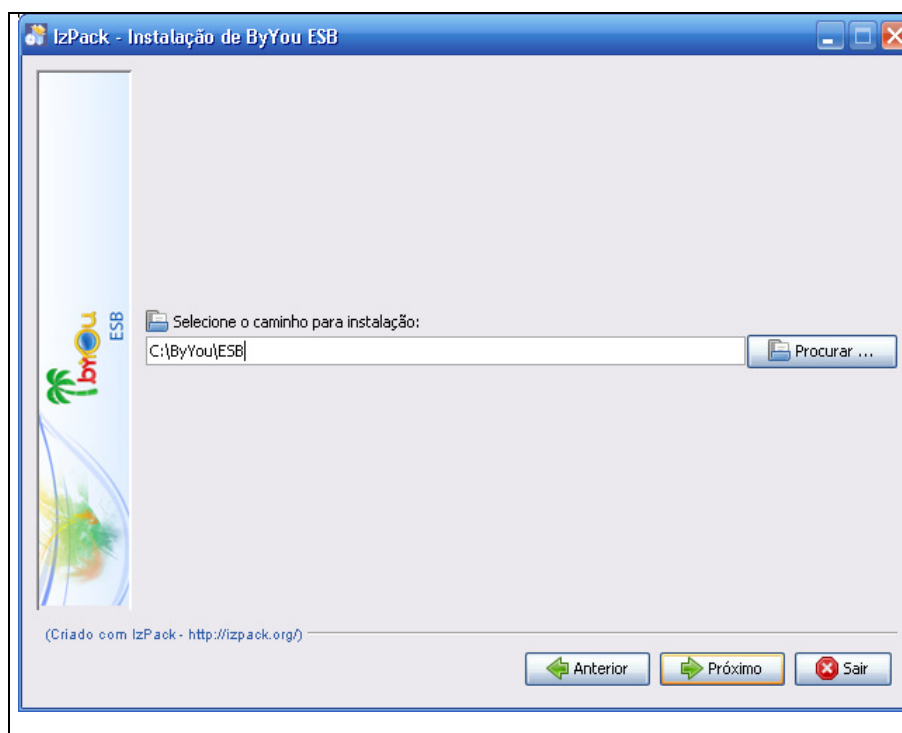 IzPack - Instalação de ByYou ESB
byYou
ESB
Selecione o caminho para instalação:
C:\ByYou\ESB
Procurar ...
(Criado com IzPack - http://izpack.org/)
Anterior
Próximo
Sair